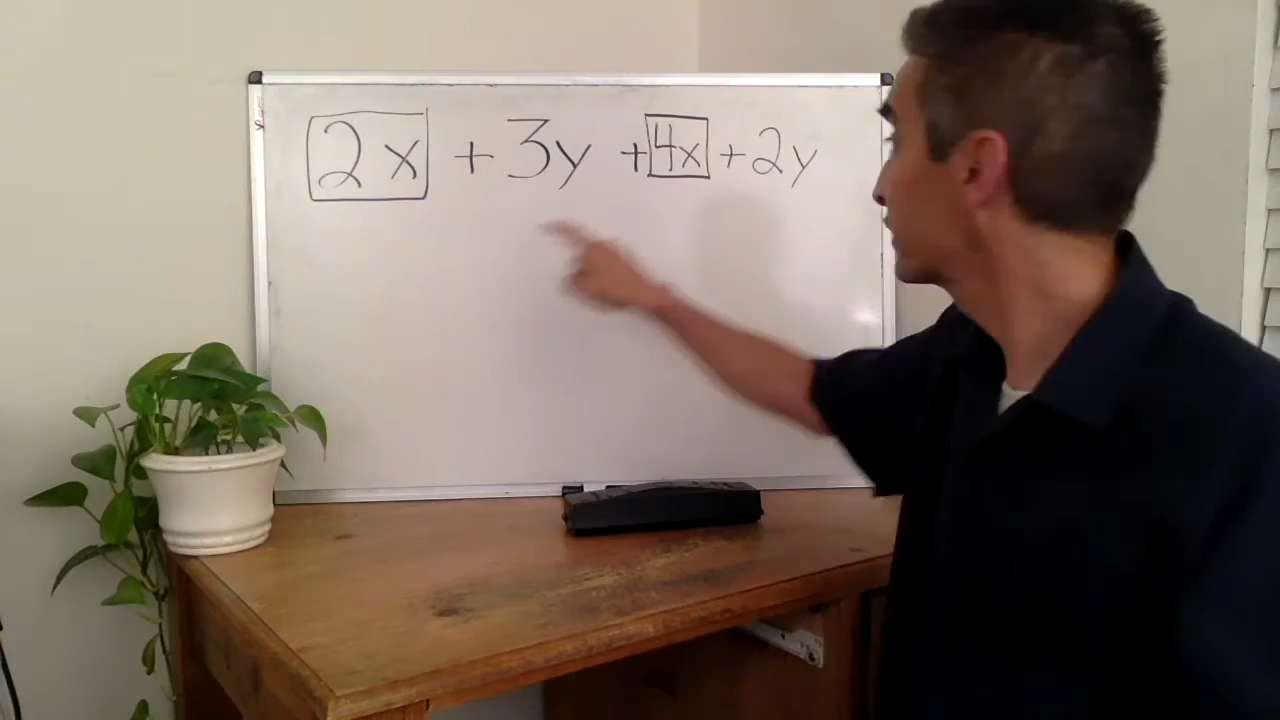 2x + 3y + 4x + 2y